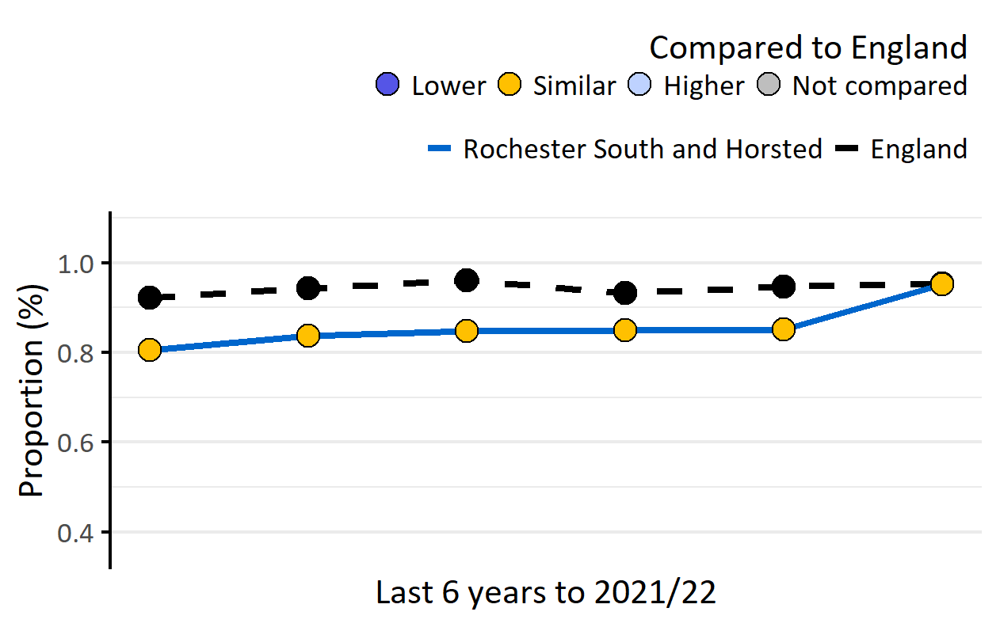 Compared to England
Lower Similar Higher Not compared
Rochester South and Horsted England
Proportion (%)
1.0
0.8
0.6
0.4
Last 6 years to 2021/22